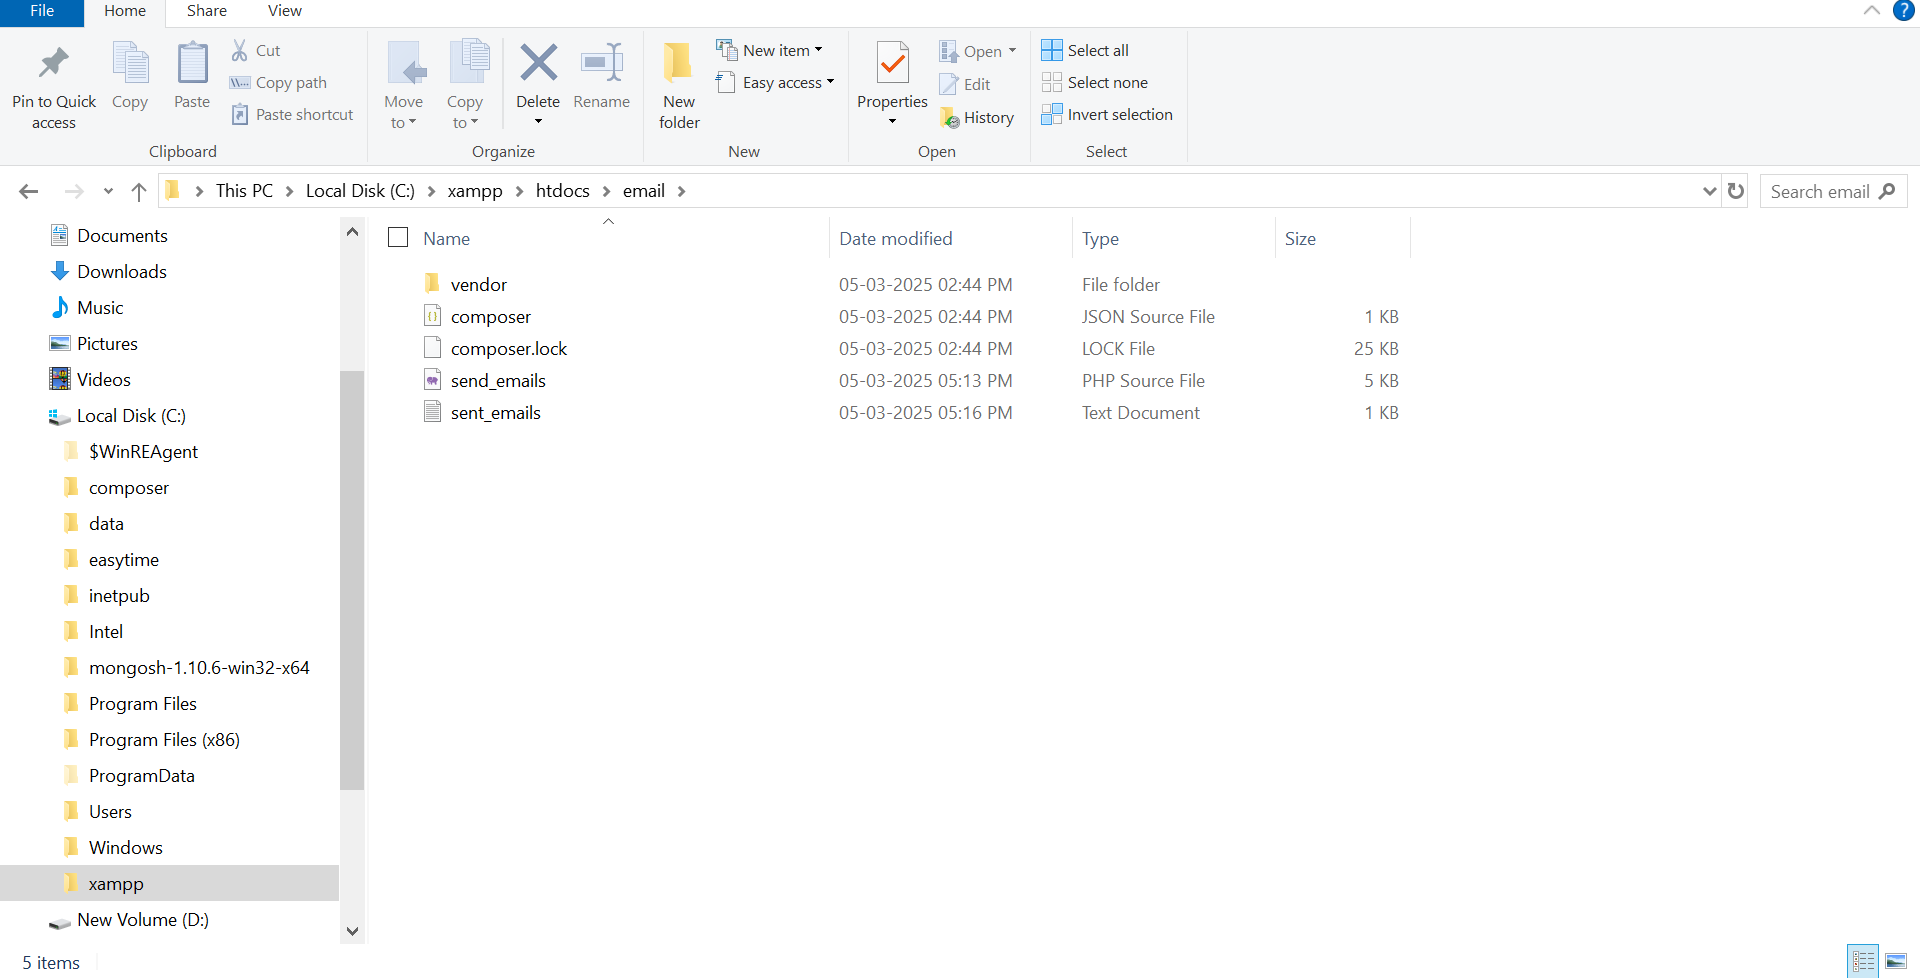 File Home Share View
Pin to Quick access
Copy
Paste
Cut
Copy path
Paste shortcut
Clipboard
Move to
Copy to
Delete
Rename
Organize
New folder
New item
Easy access
New
Properties
Open
Edit
History
Open
Select all
Select none
Invert selection
Select
This PC Local Disk (C:) xampp htdocs email
Search email
Documents
Downloads
Music
Pictures
Videos
Local Disk (C:)
$WinREAgent
composer
data
easytime
inetpub
Intel
mongosh-1.10.6-win32-x64
Program Files
Program Files (x86)
ProgramData
Users
Windows
xampp
New Volume (D:)
Name Date modified Type Size
vendor 05-03-2025 02:44 PM File folder
composer 05-03-2025 02:44 PM JSON Source File 1 KB
composer.lock 05-03-2025 02:44 PM LOCK File 25 KB
send_emails 05-03-2025 05:13 PM PHP Source File 5 KB
sent_emails 05-03-2025 05:16 PM Text Document 1 KB
5 items